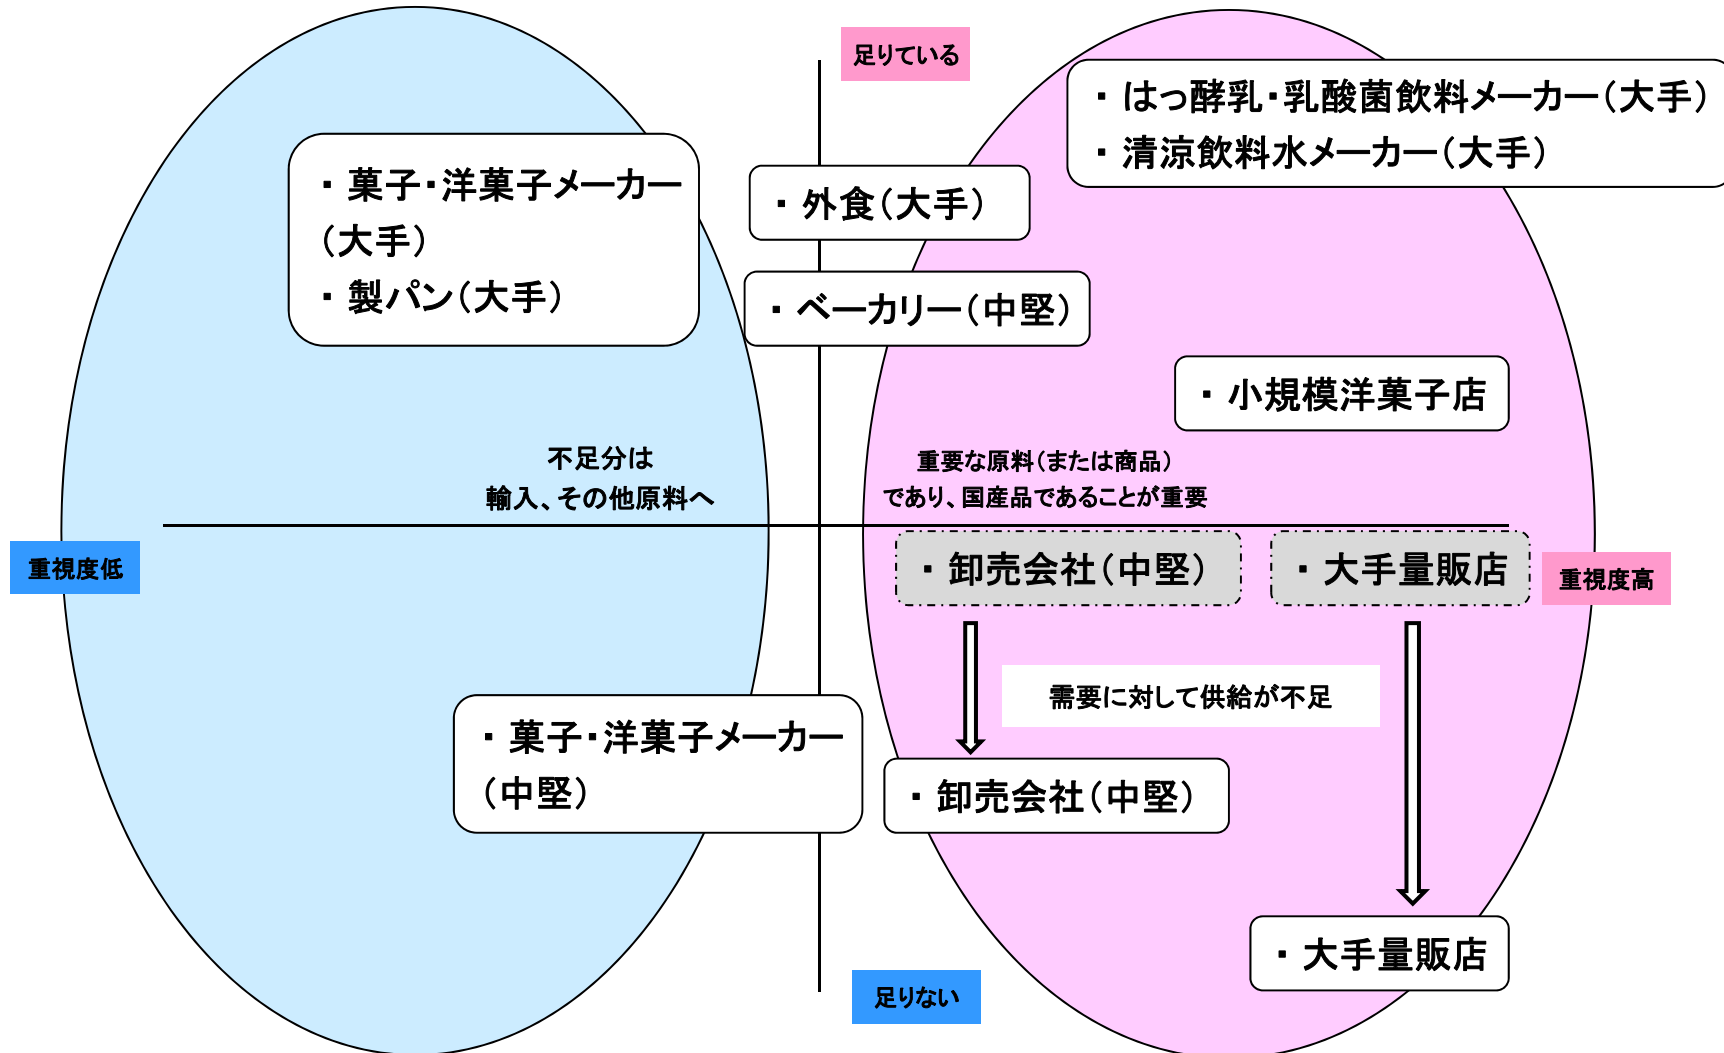 足りている
・はっ酵乳・乳酸菌飲料メーカー(大手)
・清涼飲料水メーカー(大手)
・菓子・洋菓子メーカー
(大手)
・製パン(大手)
・外食(大手)
・ベーカリー(中堅)
・小規模洋菓子店
不足分は
輸入、その他原料へ
重要な原料(または商品)
であり、国産品であることが重要
重視度低
・卸売会社(中堅)
・大手量販店
重視度高
需要に対して供給が不足
・菓子・洋菓子メーカー
(中堅)
・卸売会社(中堅)
・大手量販店
足りない